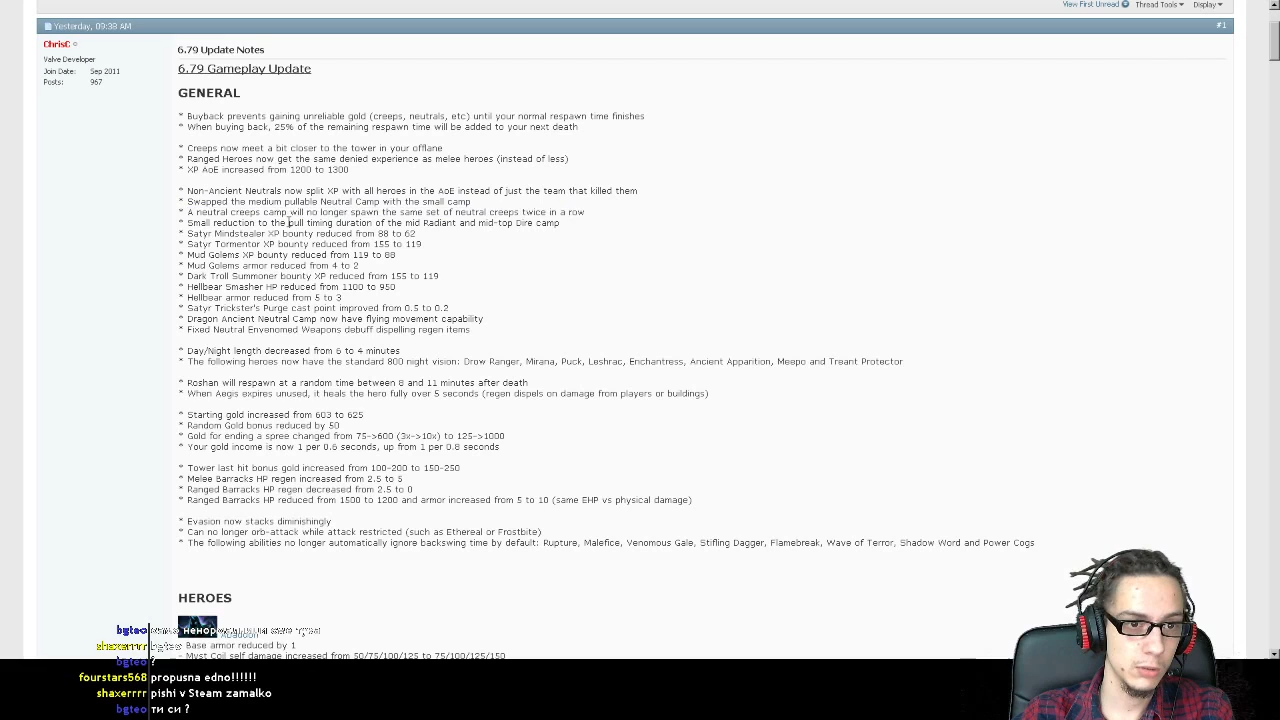 View First Unread Thread Tools Display
Yesterday, 09:38 AM #1
ChrisC
Valve Developer
Join Date: Sep 2011
Posts: 967
6.79 Update Notes
6.79 Gameplay Update
GENERAL
* Buyback prevents gaining unreliable gold (creeps, neutrals, etc) until your normal respawn time finishes
* When buying back, 25% of the remaining respawn time will be added to your next death
* Creeps now meet a bit closer to the tower in your offlane
* Ranged Heroes now get the same denied experience as melee heroes (instead of less)
* XP AoE increased from 1200 to 1300
* Non-Ancient Neutrals now split XP with all heroes in the AoE instead of just the team that killed them
* Swapped the medium pullable Neutral Camp with the small camp
* A neutral creeps camp will no longer spawn the same set of neutral creeps twice in a row
* Small reduction to the pull timing duration of the mid Radiant and mid-top Dire camp
* Satyr Mindstealer XP bounty reduced from 88 to 62
* Satyr Tormentor XP bounty reduced from 155 to 119
* Mud Golems XP bounty reduced from 119 to 88
* Mud Golems armor reduced from 4 to 2
* Dark Troll Summoner bounty XP reduced from 155 to 119
* Hellbear Smasher HP reduced from 1100 to 950
* Hellbear armor reduced from 5 to 3
* Satyr Trickster's Purge cast point improved from 0.5 to 0.2
* Dragon Ancient Neutral Camp now have flying movement capability
* Fixed Neutral Envenomed Weapons debuff dispelling regen items
* Day/Night length decreased from 6 to 4 minutes
* The following heroes now have the standard 800 night vision: Drow Ranger, Mirana, Puck, Leshrac, Enchantress, Ancient Apparition, Meepo and Treant Protector
* Roshan will respawn at a random time between 8 and 11 minutes after death
* When Aegis expires unused, it heals the hero fully over 5 seconds (regen dispels on damage from players or buildings)
* Starting gold increased from 603 to 625
* Random Gold bonus reduced by 50
* Gold for ending a spree changed from 75->600 (3x->10x) to 125->1000
* Your gold income is now 1 per 0.6 seconds, up from 1 per 0.8 seconds
* Tower last hit bonus gold increased from 100-200 to 150-250
* Melee Barracks HP regen increased from 2.5 to 5
* Ranged Barracks HP regen decreased from 2.5 to 0
* Ranged Barracks HP reduced from 1500 to 1200 and armor increased from 5 to 10 (same EHP vs physical damage)
* Evasion now stacks diminishingly
* Can no longer orb-attack while attack restricted (such as Ethereal or Frostbite)
* The following abilities no longer automatically ignore backswing time by default: Rupture, Malefice, Venomous Gale, Stifling Dagger, Flamebreak, Wave of Terror, Shadow Word and Power Cogs
HEROES
Abaddon
- Base armor reduced by 1
- Myst Coil self damage increased from 50/75/100/125 to 75/100/125/150
bgteo
shaxerrrr bgteo
bgteo ?
fourstars568 propusna edno!!!!!!
shaxerrrr pishi v Steam zamalko
bgteo ти си ?